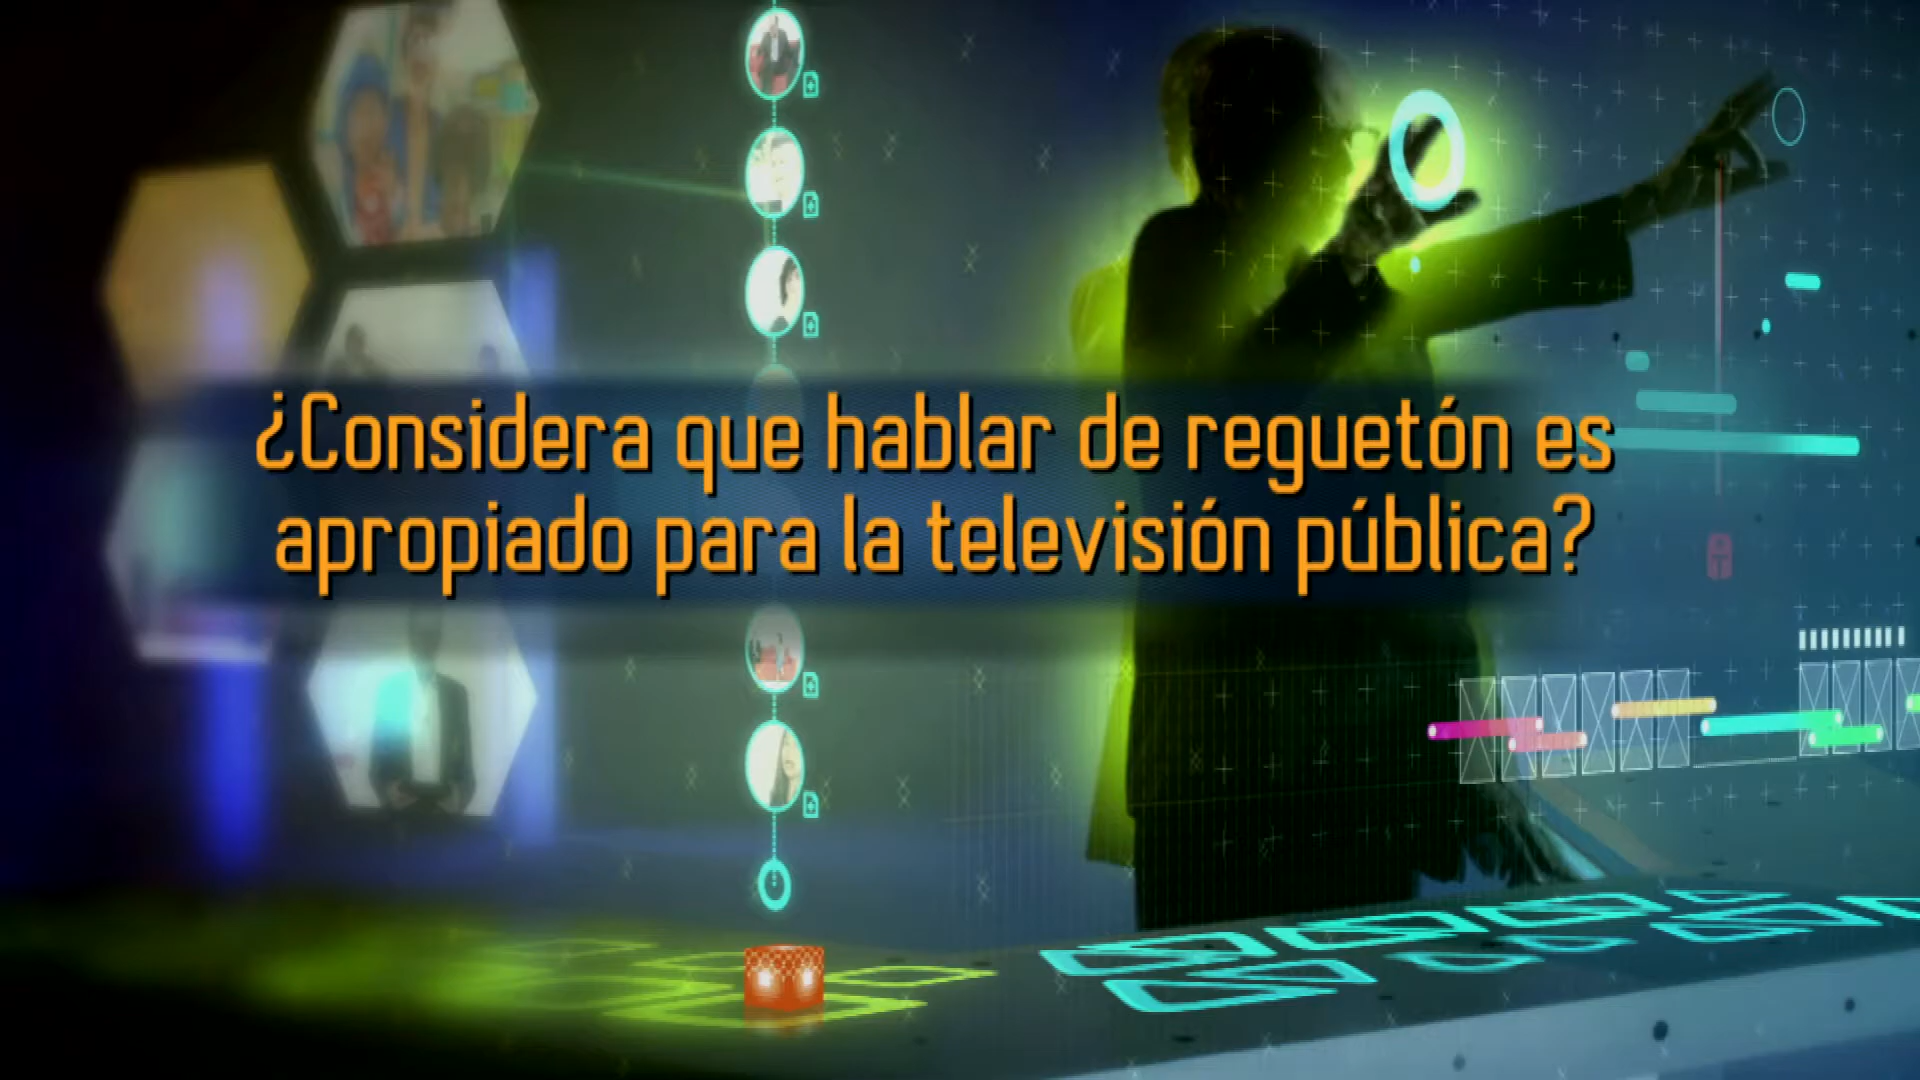 ¿Considera que hablar de reguetón es
apropiado para la televisión pública?